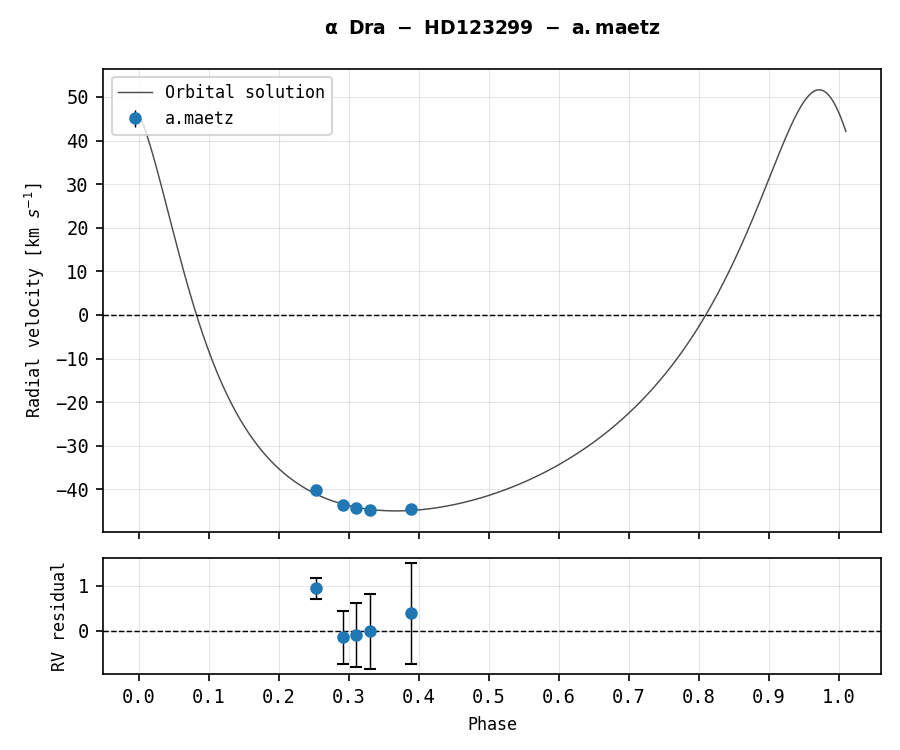 α Dra − HD123299 − a.maetz
Orbital solution
a.maetz
Radial velocity [km s⁻¹]
50
40
30
20
10
0
−10
−20
−30
−40
RV residual
1
0
0.0 0.1 0.2 0.3 0.4 0.5 0.6 0.7 0.8 0.9 1.0
Phase